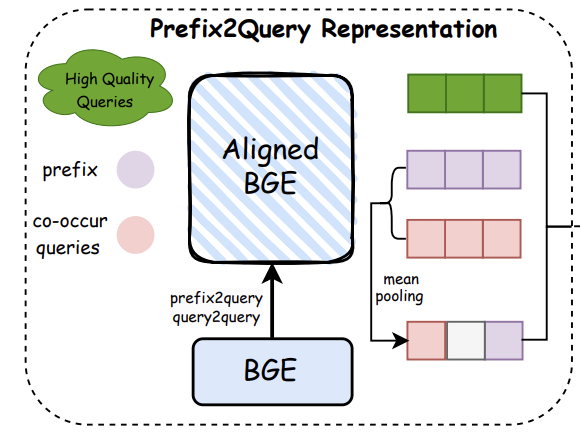 Prefix2Query Representation
High Quality
Queries
prefix
co-occur
queries
Aligned
BGE
prefix2query
query2query
BGE
mean
pooling